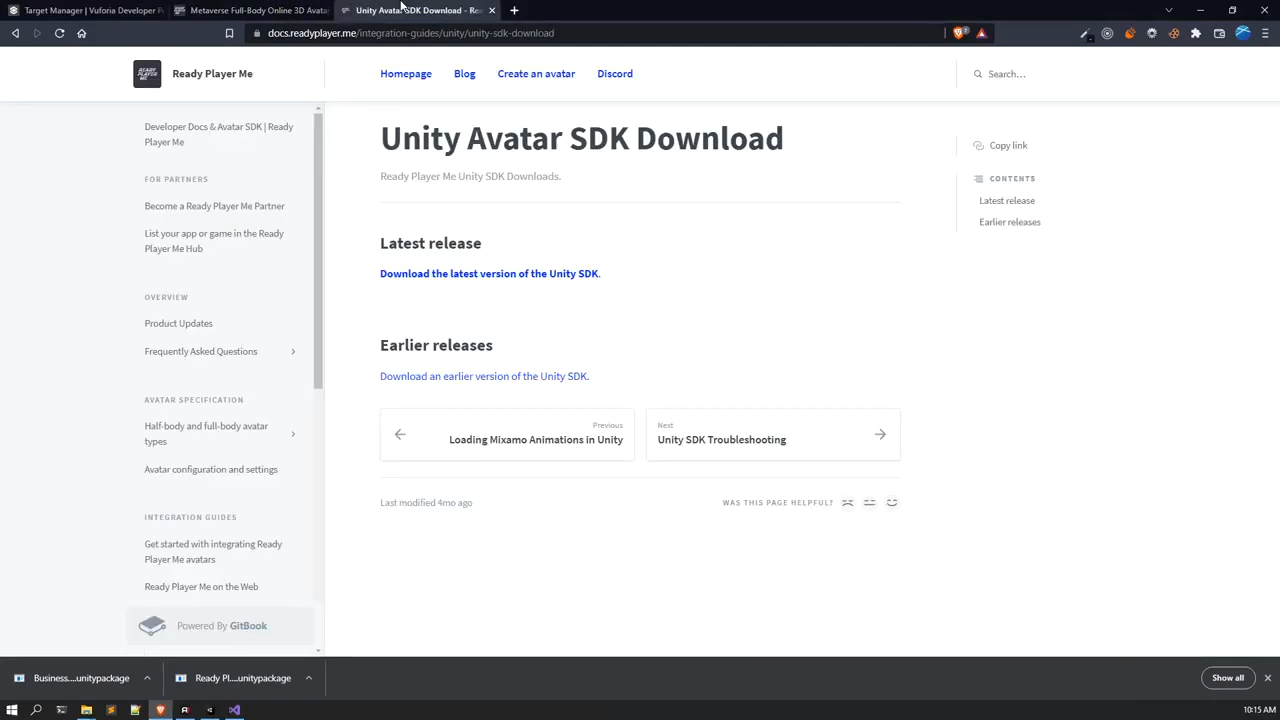 Target Manager | Vuforia Developer P
Metaverse Full-Body Online 3D Avata
Unity Avatar SDK Download - Re
docs.readyplayer.me/integration-guides/unity/unity-sdk-download
Ready Player Me
Homepage
Blog
Create an avatar
Discord
Search…
Developer Docs & Avatar SDK | Ready
Player Me
FOR PARTNERS
Become a Ready Player Me Partner
List your app or game in the Ready
Player Me Hub
OVERVIEW
Product Updates
Frequently Asked Questions
AVATAR SPECIFICATION
Half-body and full-body avatar
types
Avatar configuration and settings
INTEGRATION GUIDES
Get started with integrating Ready
Player Me avatars
Ready Player Me on the Web
Powered By GitBook
Unity Avatar SDK Download
Ready Player Me Unity SDK Downloads.
Latest release
Download the latest version of the Unity SDK.
Earlier releases
Download an earlier version of the Unity SDK.
Previous
Loading Mixamo Animations in Unity
Next
Unity SDK Troubleshooting
Last modified 4mo ago
WAS THIS PAGE HELPFUL?
Copy link
CONTENTS
Latest release
Earlier releases
Business....unitypackage
Ready Pl....unitypackage
Show all
10:15 AM